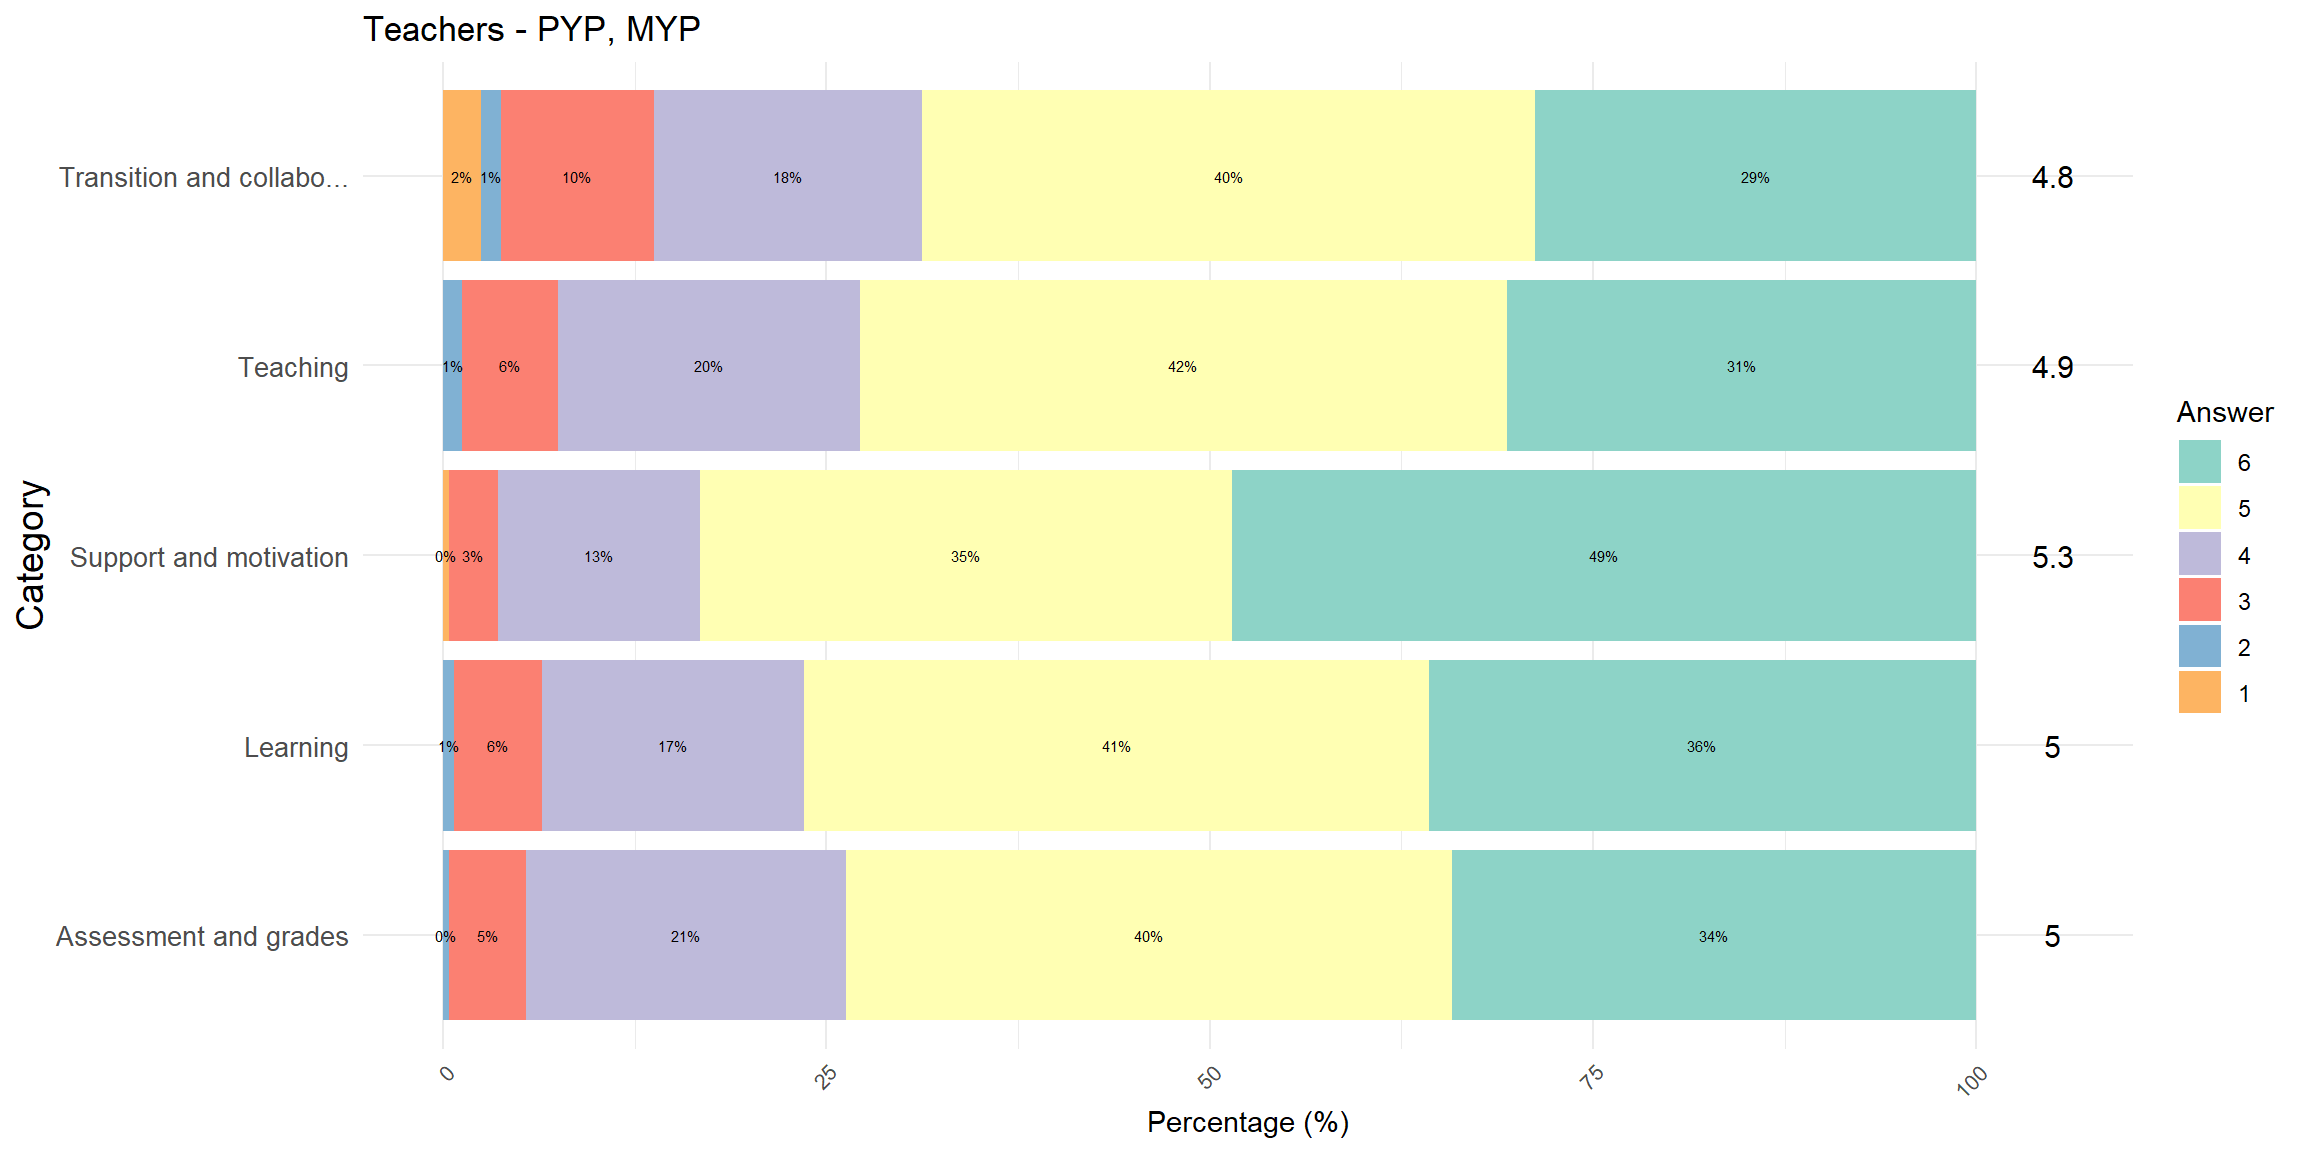 Teachers - PYP, MYP
Category
Transition and collabo... 2% 1% 10% 18% 40% 29% 4.8
Teaching 1% 6% 20% 42% 31% 4.9
Support and motivation 0% 3% 13% 35% 49% 5.3
Learning 1% 6% 17% 41% 36% 5
Assessment and grades 0% 5% 21% 40% 34% 5
0 25 50 75 100
Percentage (%)
Answer
6
5
4
3
2
1